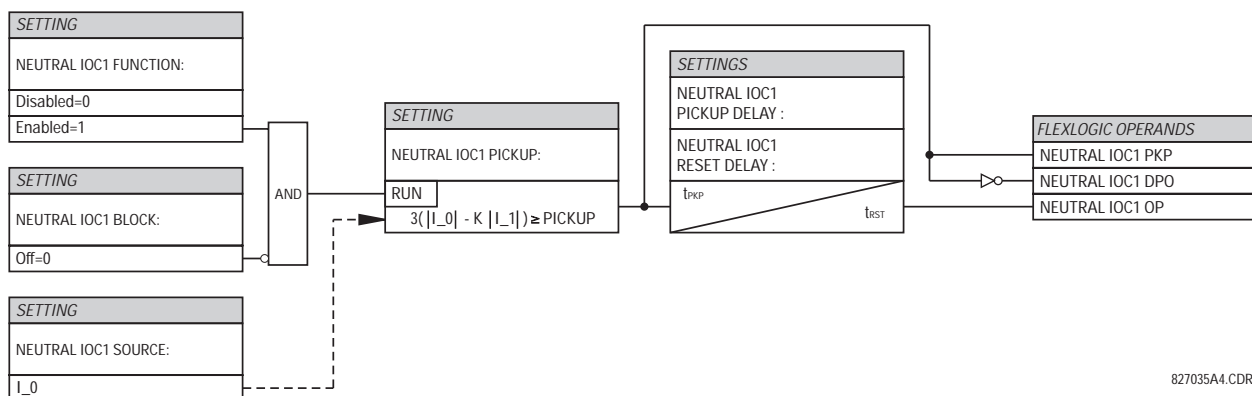 SETTING
NEUTRAL IOC1 FUNCTION:
Disabled=0
Enabled=1
SETTING
NEUTRAL IOC1 BLOCK:
Off=0
SETTING
NEUTRAL IOC1 SOURCE:
I_0
AND
SETTING
NEUTRAL IOC1 PICKUP:
RUN
3( |I_0| - K |I_1| ) ≥ PICKUP
SETTINGS
NEUTRAL IOC1
PICKUP DELAY :
NEUTRAL IOC1
RESET DELAY :
tPKP
tRST
FLEXLOGIC OPERANDS
NEUTRAL IOC1 PKP
NEUTRAL IOC1 DPO
NEUTRAL IOC1 OP
827035A4.CDR